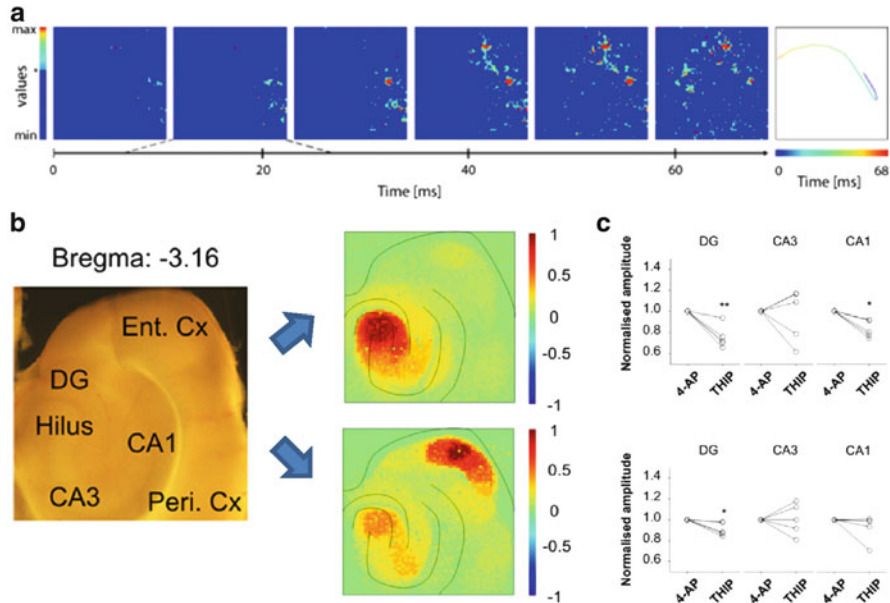 a
max
*
min
values
0
20
40
60
Time [ms]
0
68
Time [ms]
b
Bregma: -3.16
Ent. Cx
DG
Hilus
CA1
CA3
Peri. Cx
1
0.5
0
-0.5
-1
1
0.5
0
-0.5
-1
c
DG
CA3
CA1
Normalised amplitude
1.4
1.2
1.0
0.8
0.6
**
*
4-AP
THIP
4-AP
THIP
4-AP
THIP
DG
CA3
CA1
Normalised amplitude
1.4
1.2
1.0
0.8
0.6
*
4-AP
THIP
4-AP
THIP
4-AP
THIP